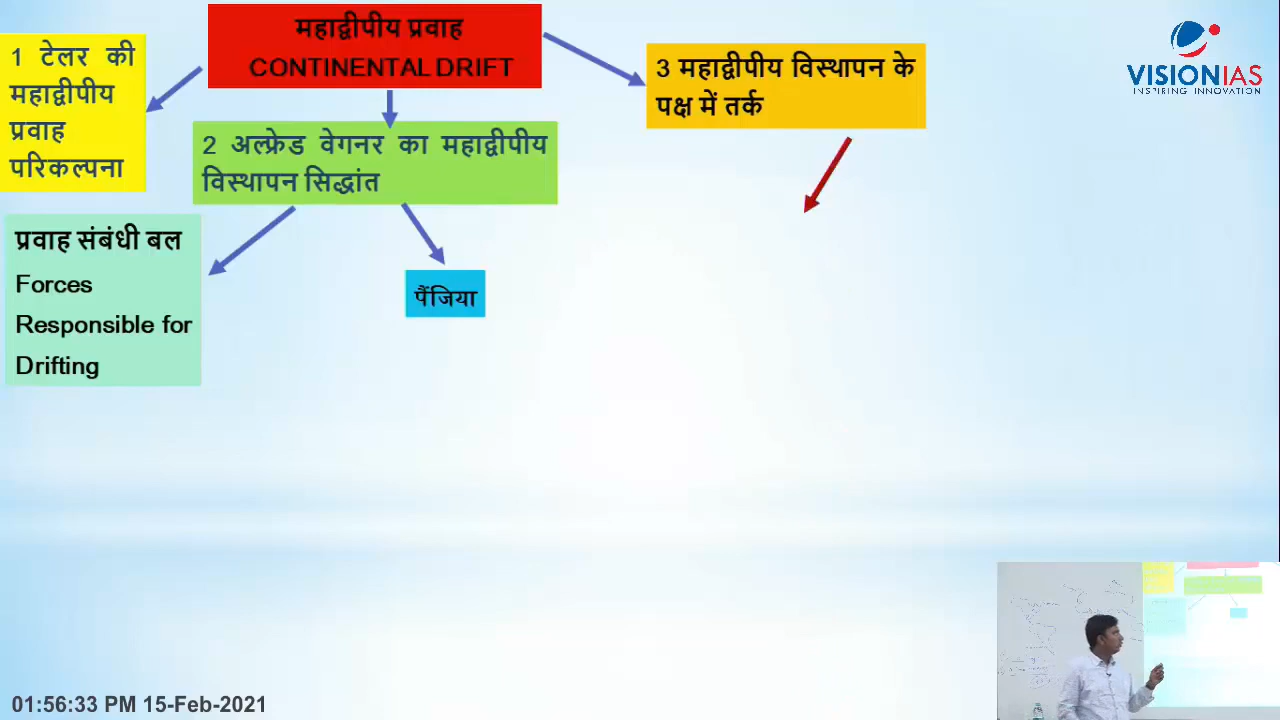 महाद्वीपीय प्रवाह
CONTINENTAL DRIFT
1 टेलर की
महाद्वीपीय
प्रवाह
परिकल्पना
2 अल्फ्रेड वेगनर का महाद्वीपीय
विस्थापन सिद्धांत
3 महाद्वीपीय विस्थापन के
पक्ष में तर्क
VISIONIAS
INSPIRING INNOVATION
प्रवाह संबंधी बल
Forces
Responsible for
Drifting
पैंजिया
01:56:33 PM 15-Feb-2021